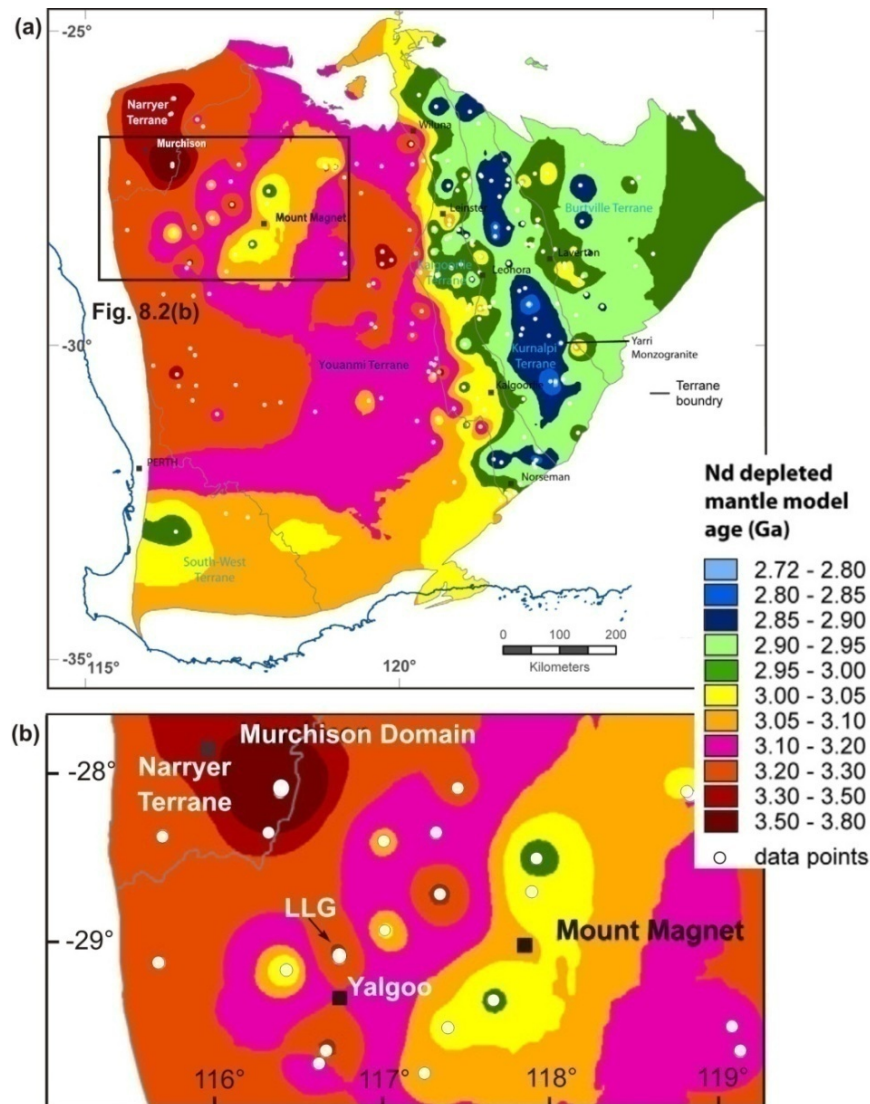 (a)
-25°
Narryer
Terrane
Murchison
Wiluna
Mount Magnet
Leinster
Burtville Terrane
Laverton
Kalgoorlie
Terrane
Leonora
Fig. 8.2(b)
-30°
Youanmi Terrane
Kurnalpi
Terrane
Yarri
Monzogranite
Terrane
boundry
Kalgoorlie
PERTH
Norseman
South-West
Terrane
0 100 200
Kilometers
-35°
115°
120°
Nd depleted
mantle model
age (Ga)
2.72 - 2.80
2.80 - 2.85
2.85 - 2.90
2.90 - 2.95
2.95 - 3.00
3.00 - 3.05
3.05 - 3.10
3.10 - 3.20
3.20 - 3.30
3.30 - 3.50
3.50 - 3.80
data points
(b)
Murchison Domain
-28°
Narryer
Terrane
LLG
-29°
Mount Magnet
Yalgoo
116°
117°
118°
119°